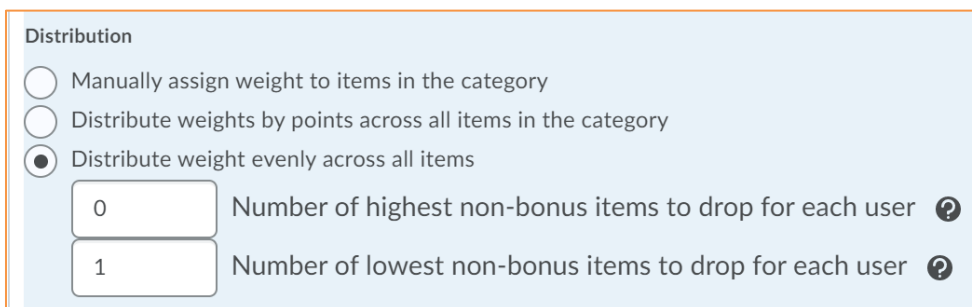 Distribution
Manually assign weight to items in the category
Distribute weights by points across all items in the category
Distribute weight evenly across all items
0 Number of highest non-bonus items to drop for each user ?
1 Number of lowest non-bonus items to drop for each user ?